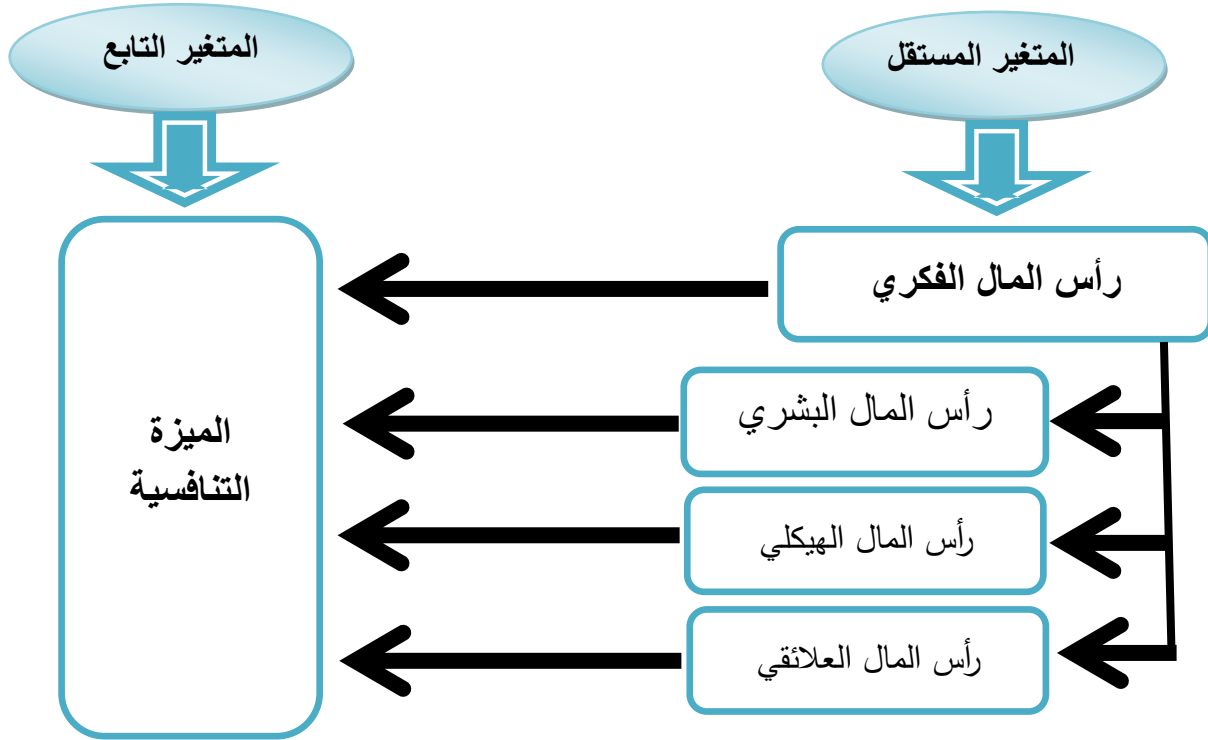 المتغير المستقل
المتغير التابع
رأس المال الفكري
رأس المال البشري
رأس المال الهيكلي
رأس المال العلائقي
الميزة
التنافسية